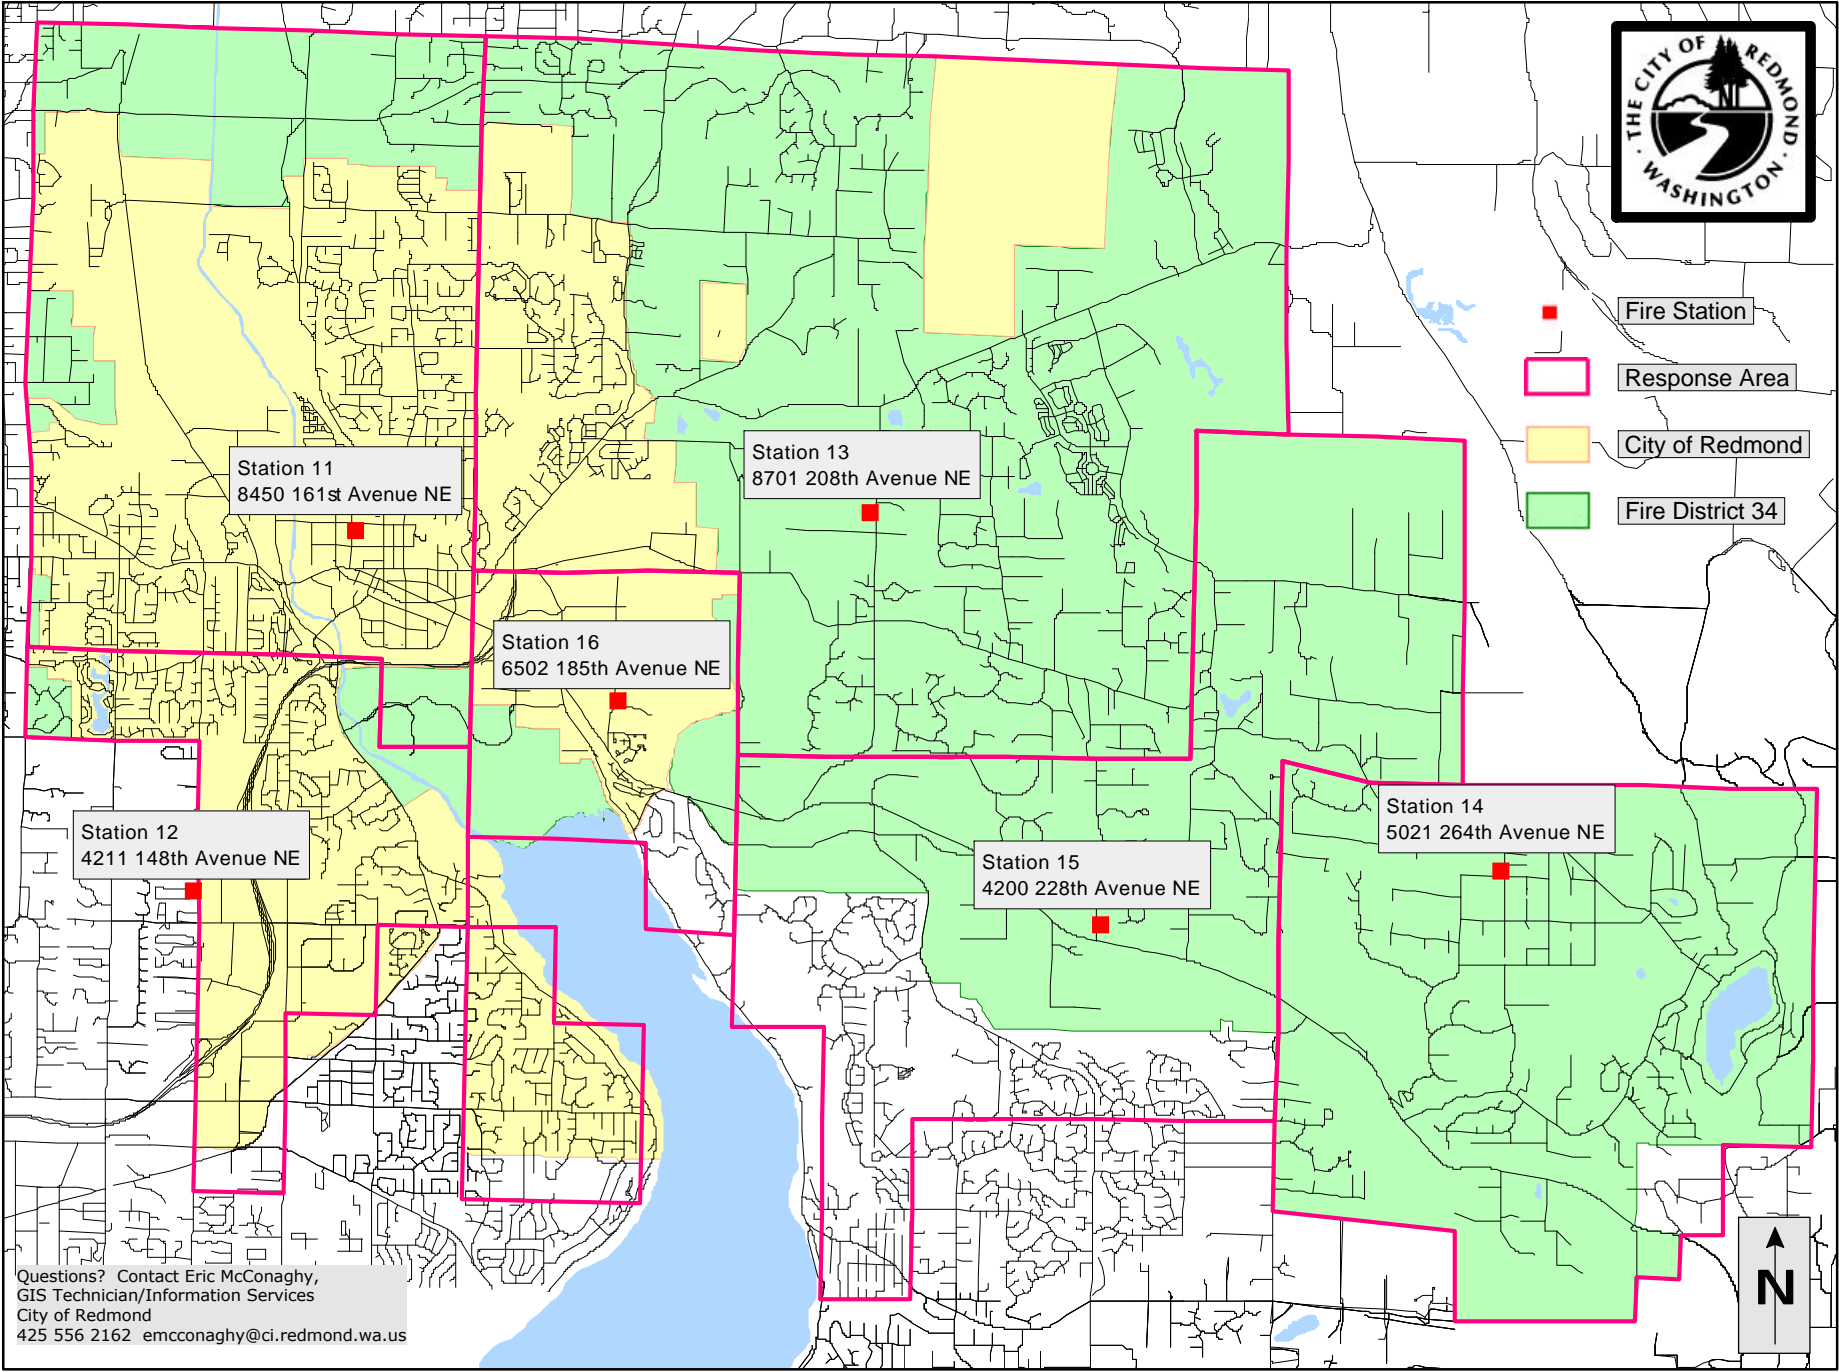 THE CITY OF REDMOND · WASHINGTON ·
Fire Station
Response Area
City of Redmond
Fire District 34
Station 11
8450 161st Avenue NE
Station 13
8701 208th Avenue NE
Station 16
6502 185th Avenue NE
Station 12
4211 148th Avenue NE
Station 15
4200 228th Avenue NE
Station 14
5021 264th Avenue NE
Questions? Contact Eric McConaghy,
GIS Technician/Information Services
City of Redmond
425 556 2162 emcconaghy@ci.redmond.wa.us
N